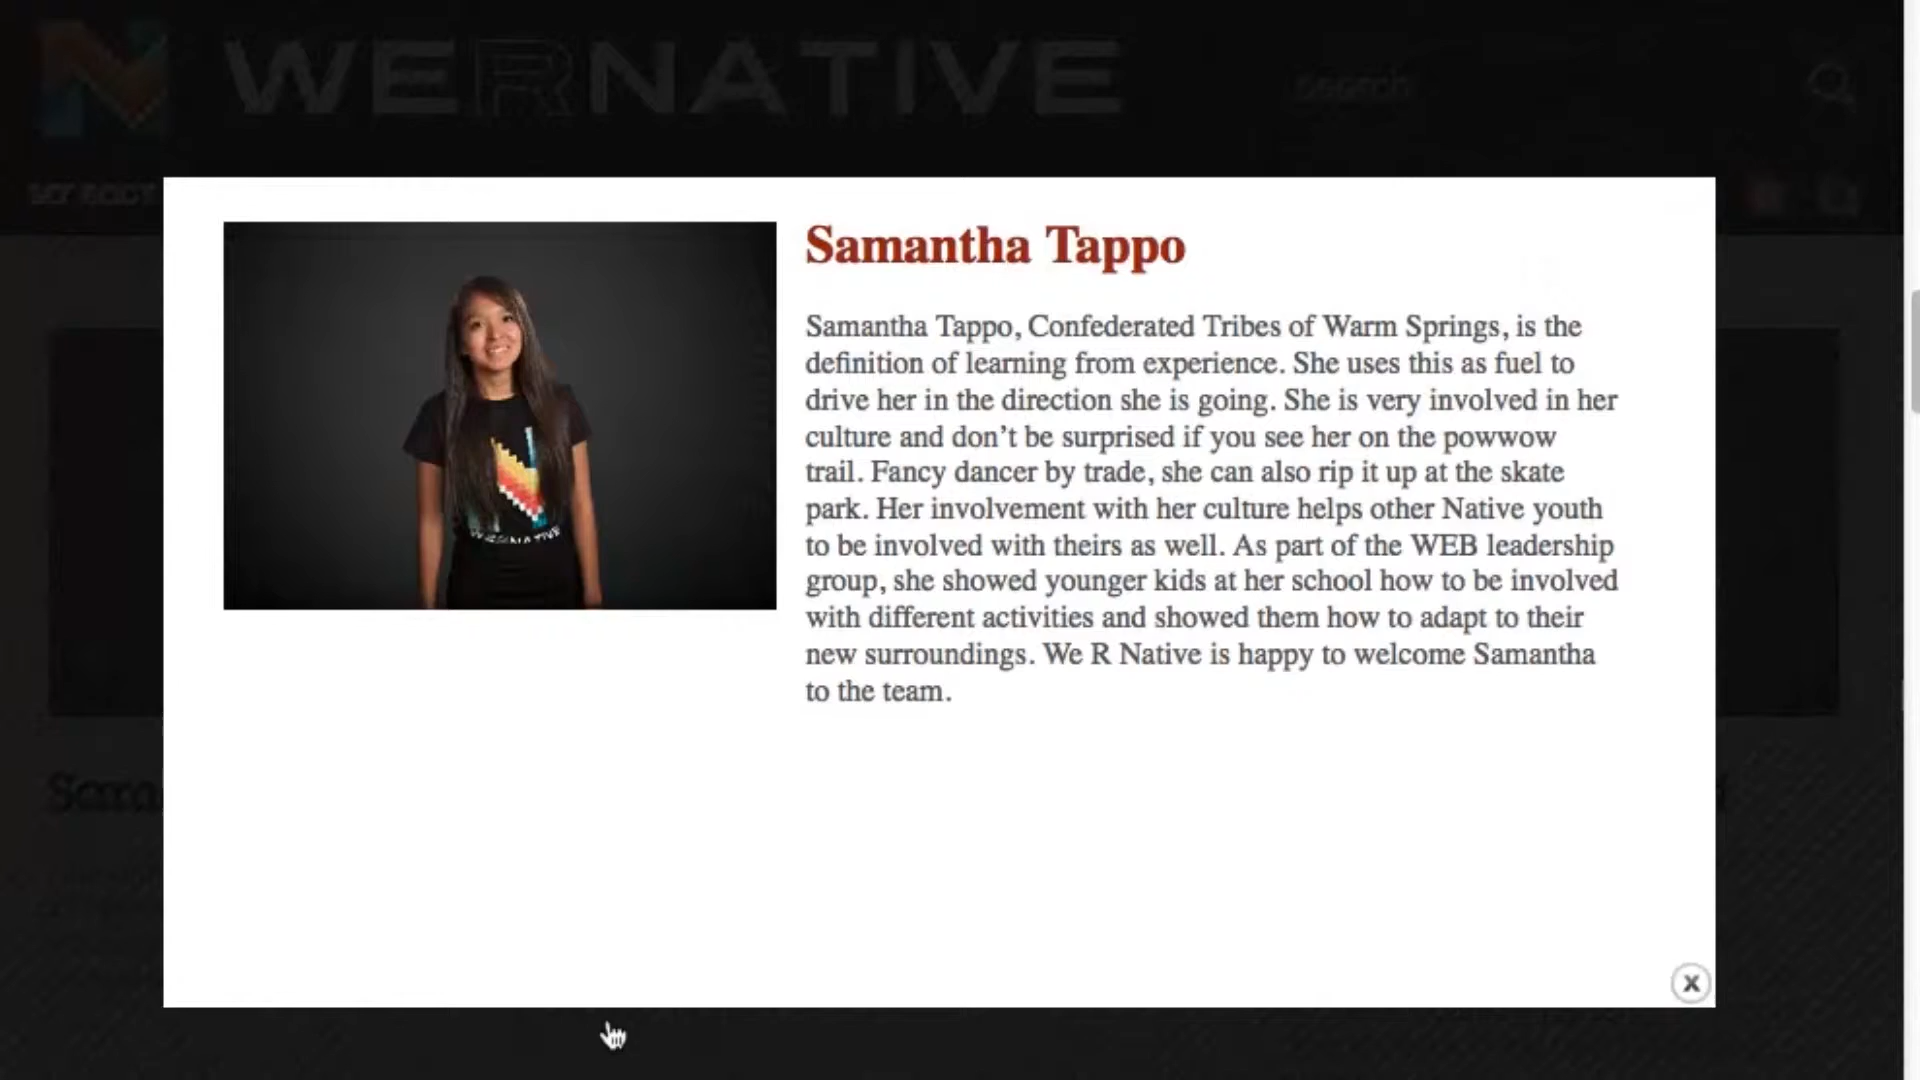 WERNATIVE
search
Samantha Tappo
Samantha Tappo, Confederated Tribes of Warm Springs, is the
definition of learning from experience. She uses this as fuel to
drive her in the direction she is going. She is very involved in her
culture and don’t be surprised if you see her on the powwow
trail. Fancy dancer by trade, she can also rip it up at the skate
park. Her involvement with her culture helps other Native youth
to be involved with theirs as well. As part of the WEB leadership
group, she showed younger kids at her school how to be involved
with different activities and showed them how to adapt to their
new surroundings. We R Native is happy to welcome Samantha
to the team.
WERNATIVE
x